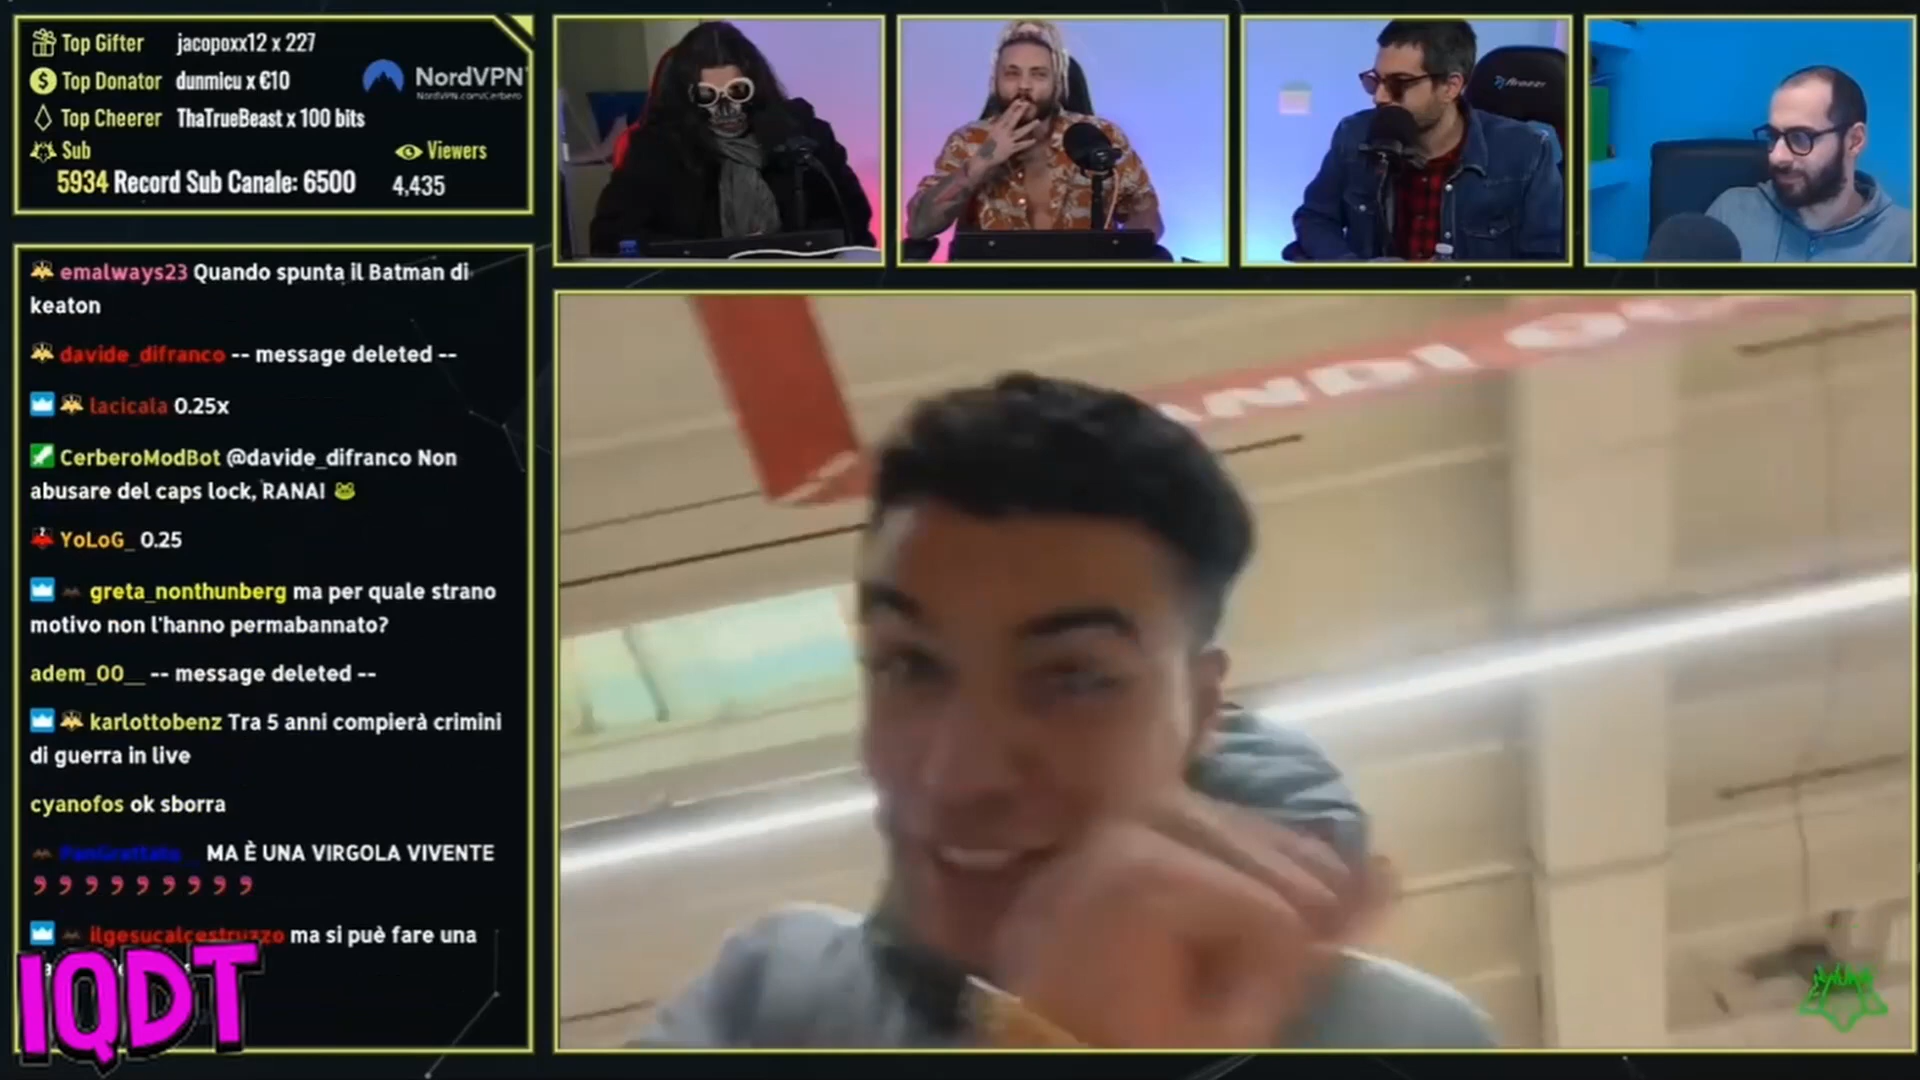 Top Gifter jacopoxx12 x 227
Top Donator dunmicu x €10
NordVPN
NordVPN.com/Cerbero
Top Cheerer ThaTrueBeast x 100 bits
Sub
Viewers
5934 Record Sub Canale: 6500
4,435
emalways23 Quando spunta il Batman di
keaton
davide_difranco -- message deleted --
lacicala 0.25x
CerberoModBot @davide_difranco Non
abusare del caps lock, RANA!
YoLoG_ 0.25
greta_nonthunberg ma per quale strano
motivo non l'hanno permabannato?
adem_00__ -- message deleted --
karlottobenz Tra 5 anni compierà crimini
di guerra in live
cyanofos ok sborra
MA È UNA VIRGOLA VIVENTE
ilgesucalcestruzzo ma si può fare una
IQDT